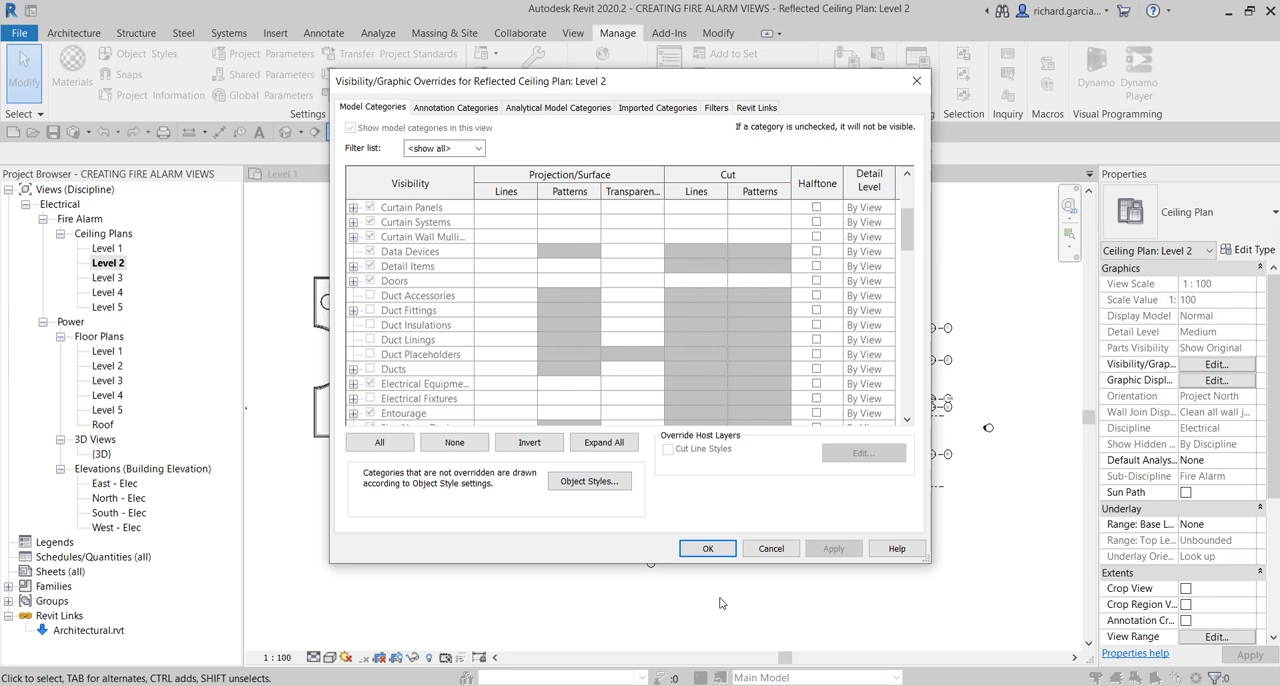 Autodesk Revit 2020.2 - CREATING FIRE ALARM VIEWS - Reflected Ceiling Plan: Level 2
richard.garcia...
File Architecture Structure Steel Systems Insert Annotate Analyze Massing & Site Collaborate View Manage Add-Ins Modify
Modify
Materials
Object Styles
Snaps
Project Information
Project Parameters
Shared Parameters
Global Parameters
Transfer Project Standards
Add to Set
Dynamo
Dynamo Player
Select
Settings
Selection Inquiry Macros Visual Programming
Project Browser - CREATING FIRE ALARM VIEWS
Views (Discipline)
Electrical
Fire Alarm
Ceiling Plans
Level 1
Level 2
Level 3
Level 4
Level 5
Power
Floor Plans
Level 1
Level 2
Level 3
Level 4
Level 5
Roof
3D Views
{3D}
Elevations (Building Elevation)
East - Elec
North - Elec
South - Elec
West - Elec
Legends
Schedules/Quantities (all)
Sheets (all)
Families
Groups
Revit Links
Architectural.rvt
Level 1
Visibility/Graphic Overrides for Reflected Ceiling Plan: Level 2
Model Categories Annotation Categories Analytical Model Categories Imported Categories Filters Revit Links
Show model categories in this view
If a category is unchecked, it will not be visible.
Filter list: <show all>
Visibility Projection/Surface Cut Halftone Detail Level
Lines Patterns Transparen... Lines Patterns
Curtain Panels By View
Curtain Systems By View
Curtain Wall Mulli... By View
Data Devices By View
Detail Items By View
Doors By View
Duct Accessories By View
Duct Fittings By View
Duct Insulations By View
Duct Linings By View
Duct Placeholders By View
Ducts By View
Electrical Equipme... By View
Electrical Fixtures By View
Entourage By View
All None Invert Expand All
Override Host Layers
Cut Line Styles Edit...
Categories that are not overridden are drawn
according to Object Style settings.
Object Styles...
OK Cancel Apply Help
Properties
Ceiling Plan
Ceiling Plan: Level 2 Edit Type
Graphics
View Scale 1 : 100
Scale Value 1: 100
Display Model Normal
Detail Level Medium
Parts Visibility Show Original
Visibility/Grap... Edit...
Graphic Displ... Edit...
Orientation Project North
Wall Join Disp... Clean all wall j...
Discipline Electrical
Show Hidden ... By Discipline
Default Analys... None
Sub-Discipline Fire Alarm
Sun Path
Underlay
Range: Base L... None
Range: Top Le... Unbounded
Underlay Orie... Look up
Extents
Crop View
Crop Region V...
Annotation Cr...
View Range Edit...
Properties help Apply
1 : 100
Click to select, TAB for alternates, CTRL adds, SHIFT unselects.
:0 Main Model :0